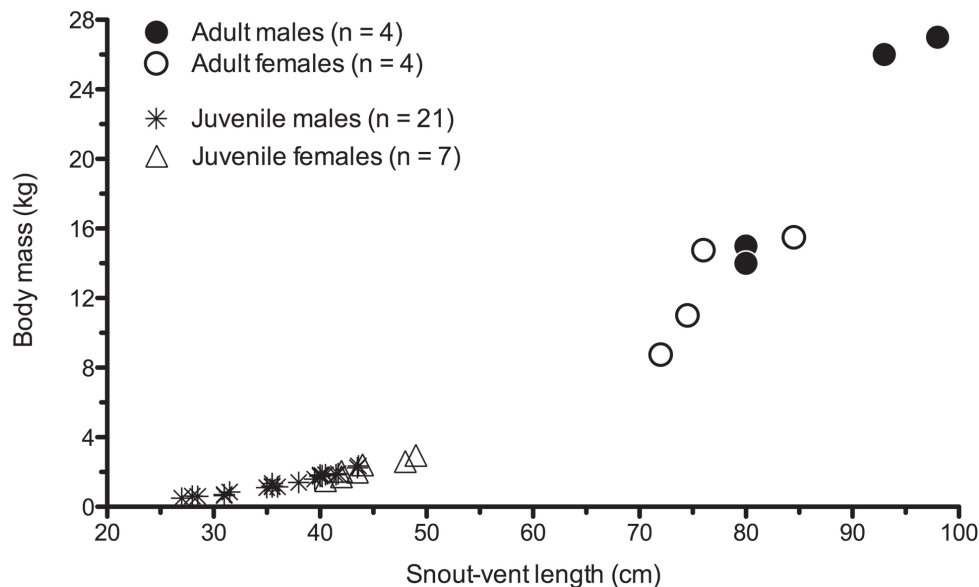 28
24
20
16
12
8
4
0
Body mass (kg)
Adult males (n = 4)
Adult females (n = 4)
Juvenile males (n = 21)
Juvenile females (n = 7)
20 30 40 50 60 70 80 90 100
Snout-vent length (cm)